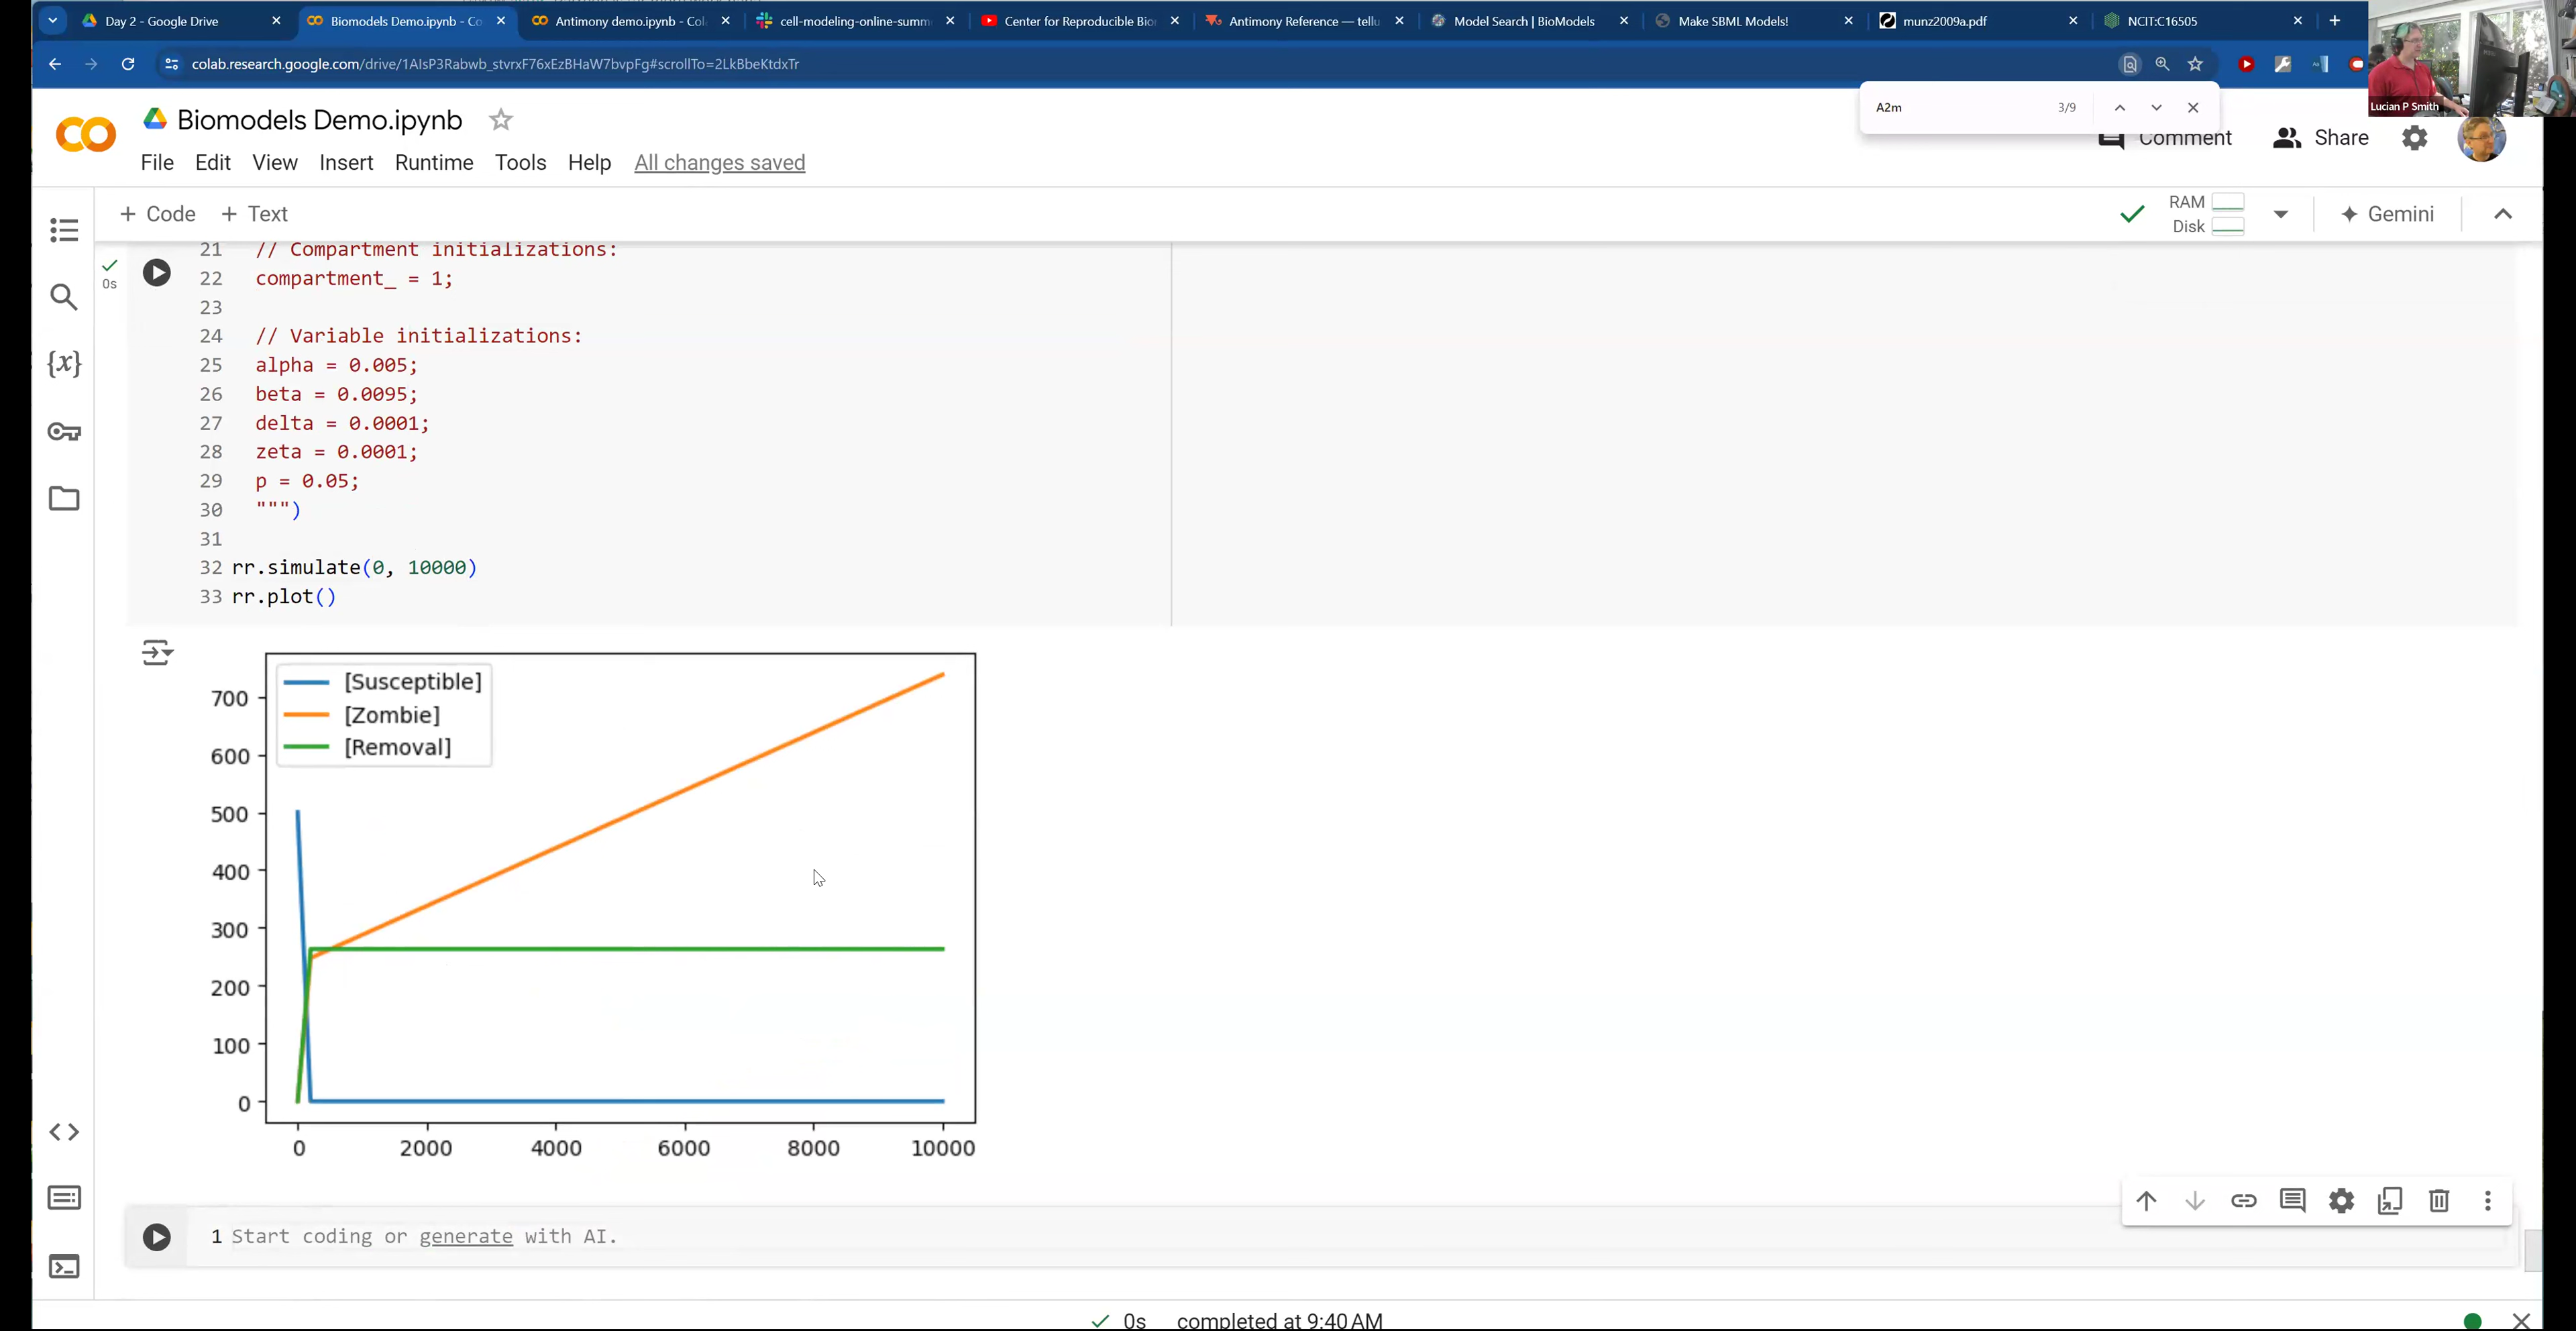 Day 2 - Google Drive
Biomodels Demo.ipynb - Co
Antimony demo.ipynb - Col
cell-modeling-online-summ
Center for Reproducible Bio
Antimony Reference — tellu
Model Search | BioModels
Make SBML Models!
munz2009a.pdf
NCIT:C16505
colab.research.google.com/drive/1AIsP3Rabwb_stvrxF76xEzBHaW7bvpFg#scrollTo=2LkBbeKtdxTr
A2m
3/9
Lucian P Smith
Biomodels Demo.ipynb
Comment
Share
File Edit View Insert Runtime Tools Help All changes saved
+ Code + Text
RAM
Disk
Gemini
21 // Compartment initializations:
0s
22 compartment_ = 1;
23
24 // Variable initializations:
25 alpha = 0.005;
26 beta = 0.0095;
27 delta = 0.0001;
28 zeta = 0.0001;
29 p = 0.05;
30 """)
31
32 rr.simulate(0, 10000)
33 rr.plot()
[Susceptible]
[Zombie]
[Removal]
700
600
500
400
300
200
100
0
0 2000 4000 6000 8000 10000
1 Start coding or generate with AI.
0s completed at 9:40 AM